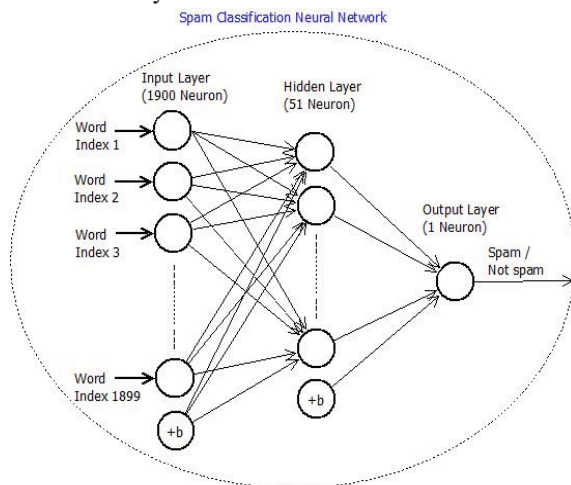 Spam Classification Neural Network
Input Layer
(1900 Neuron)
Hidden Layer
(51 Neuron)
Word
Index 1
Word
Index 2
Word
Index 3
Word
Index 1899
+b
+b
Output Layer
(1 Neuron)
Spam /
Not spam